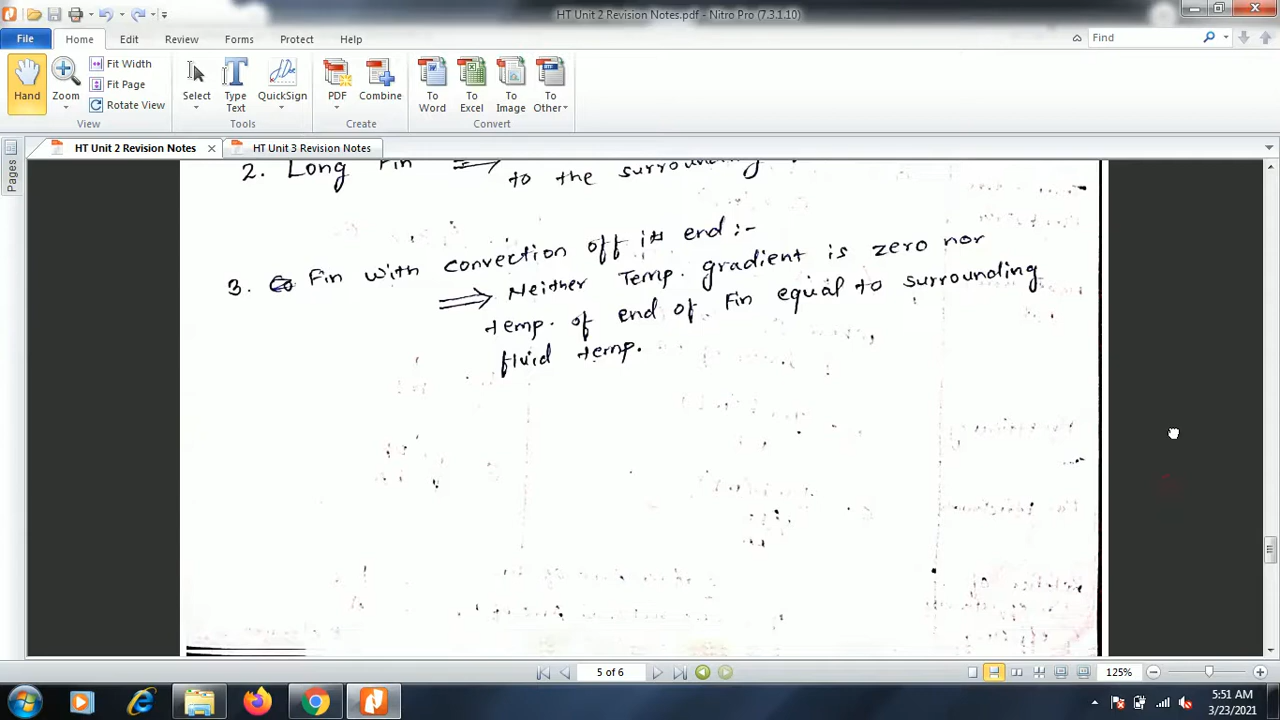 HT Unit 2 Revision Notes.pdf - Nitro Pro (7.3.1.10)
File Home Edit Review Forms Protect Help Find
Hand Zoom Fit Width Fit Page Rotate View Select Type Text QuickSign PDF Combine To Word To Excel To Image To Other
View Tools Create Convert
HT Unit 2 Revision Notes HT Unit 3 Revision Notes
Pages
2. Long Fin ⟹
to the surrounding
3. Fin with convection off its end :-
⟹ Neither Temp. gradient is zero nor
temp. of end of Fin equal to surrounding
fluid temp.
5 of 6 125%
5:51 AM
3/23/2021